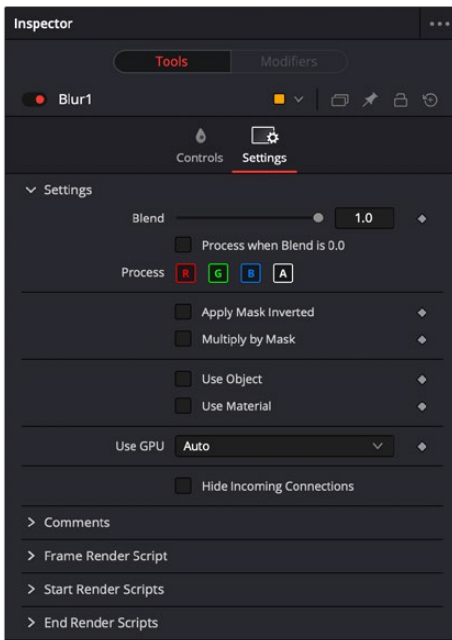 Inspector
Tools Modifiers
Blur1
Controls Settings
Settings
Blend 1.0
Process when Blend is 0.0
Process R G B A
Apply Mask Inverted
Multiply by Mask
Use Object
Use Material
Use GPU Auto
Hide Incoming Connections
Comments
Frame Render Script
Start Render Scripts
End Render Scripts